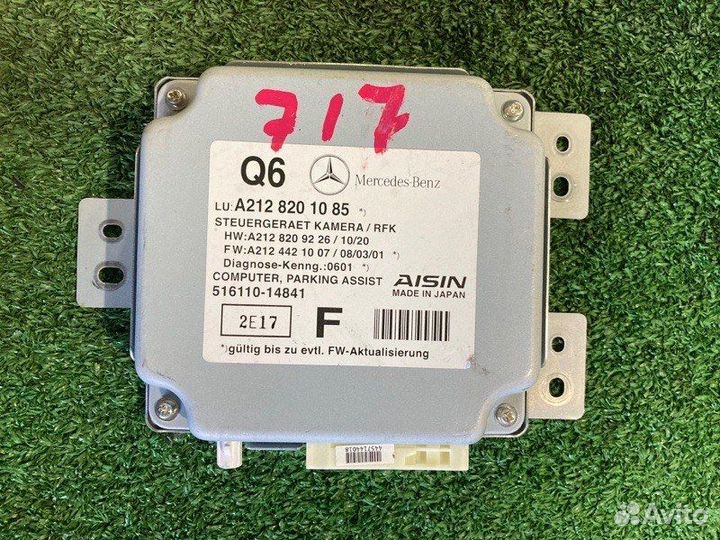 717
Q6
Mercedes-Benz
LU:A212 820 10 85 *)
STEUERGERAET KAMERA / RFK
HW:A212 820 92 26 / 10/20
FW:A212 442 10 07 / 08/03/01 *)
Diagnose-Kenng.:0601 *)
COMPUTER, PARKING ASSIST
516110-14841
AISIN
MADE IN JAPAN
2E17
F
*)gültig bis zu evtl. FW-Aktualisierung
4457144018
Avito